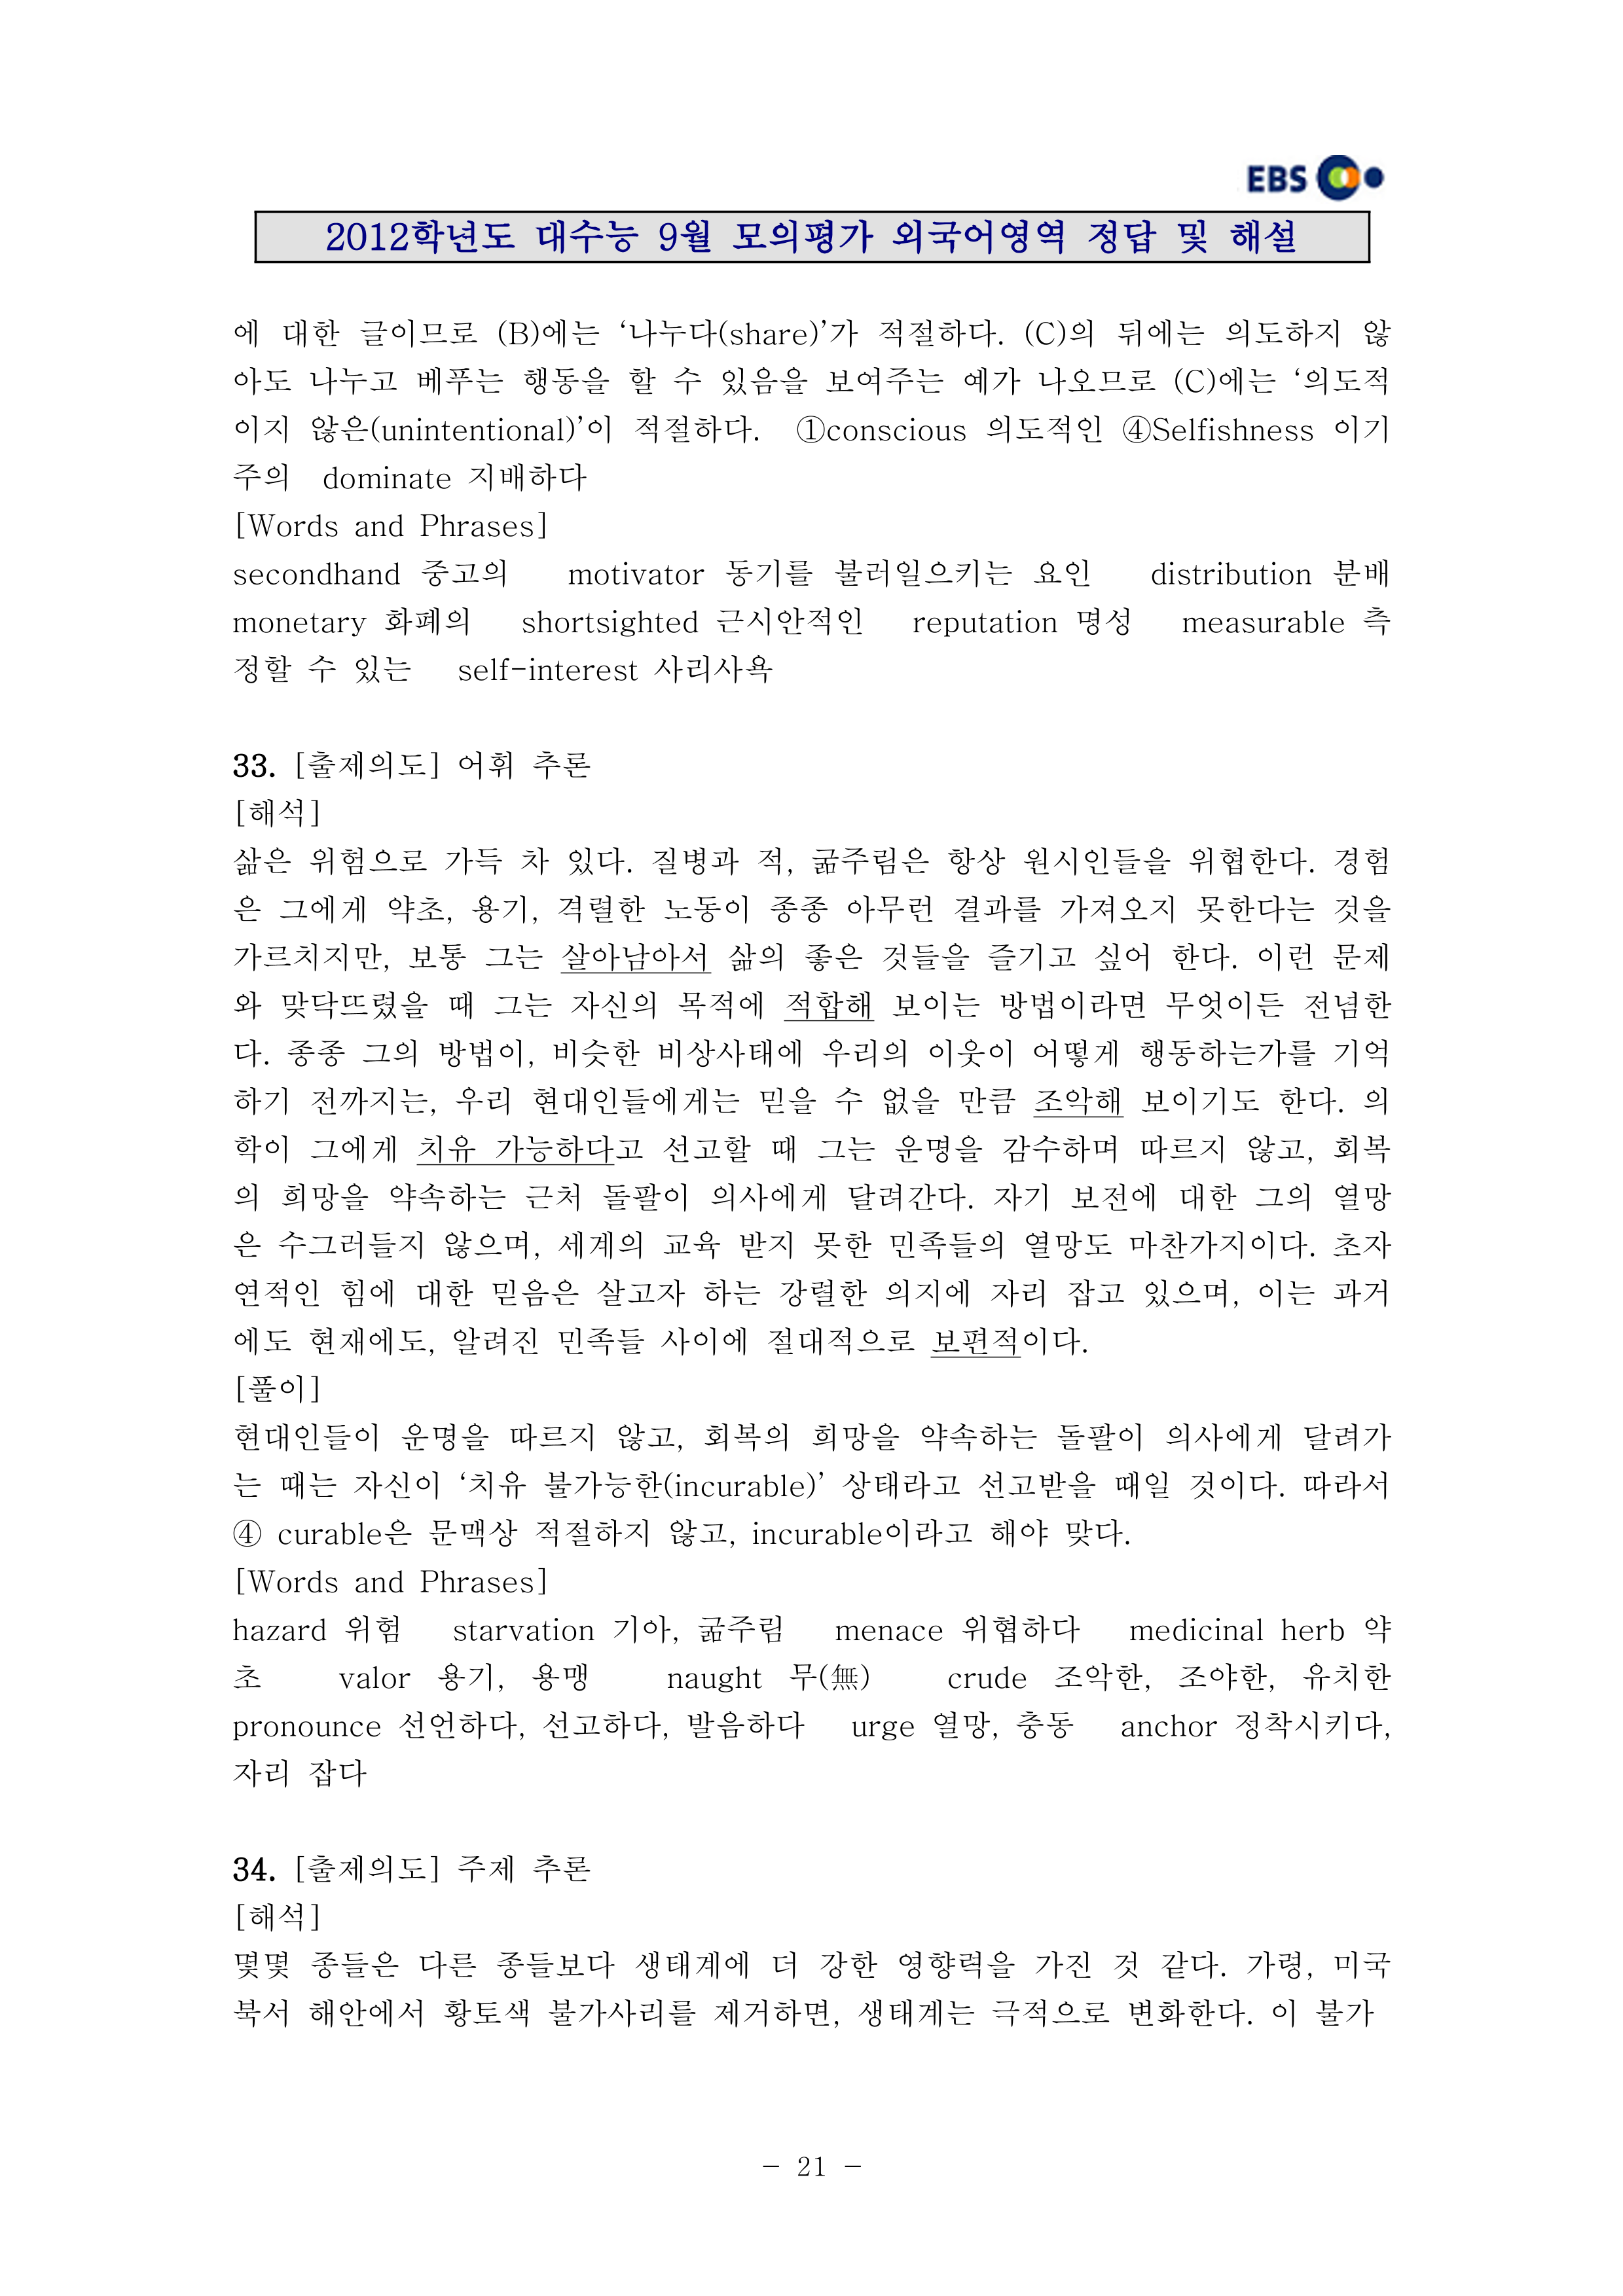 EBS
2012학년도 대수능 9월 모의평가 외국어영역 정답 및 해설
에 대한 글이므로 (B)에는 ‘나누다(share)’가 적절하다. (C)의 뒤에는 의도하지 않
아도 나누고 베푸는 행동을 할 수 있음을 보여주는 예가 나오므로 (C)에는 ‘의도적
이지 않은(unintentional)’이 적절하다. ①conscious 의도적인 ④Selfishness 이기
주의 dominate 지배하다
[Words and Phrases]
secondhand 중고의 motivator 동기를 불러일으키는 요인 distribution 분배
monetary 화폐의 shortsighted 근시안적인 reputation 명성 measurable 측
정할 수 있는 self-interest 사리사욕
33. [출제의도] 어휘 추론
[해석]
삶은 위험으로 가득 차 있다. 질병과 적, 굶주림은 항상 원시인들을 위협한다. 경험
은 그에게 약초, 용기, 격렬한 노동이 종종 아무런 결과를 가져오지 못한다는 것을
가르치지만, 보통 그는 살아남아서 삶의 좋은 것들을 즐기고 싶어 한다. 이런 문제
와 맞닥뜨렸을 때 그는 자신의 목적에 적합해 보이는 방법이라면 무엇이든 전념한
다. 종종 그의 방법이, 비슷한 비상사태에 우리의 이웃이 어떻게 행동하는가를 기억
하기 전까지는, 우리 현대인들에게는 믿을 수 없을 만큼 조악해 보이기도 한다. 의
학이 그에게 치유 가능하다고 선고할 때 그는 운명을 감수하며 따르지 않고, 회복
의 희망을 약속하는 근처 돌팔이 의사에게 달려간다. 자기 보전에 대한 그의 열망
은 수그러들지 않으며, 세계의 교육 받지 못한 민족들의 열망도 마찬가지이다. 초자
연적인 힘에 대한 믿음은 살고자 하는 강렬한 의지에 자리 잡고 있으며, 이는 과거
에도 현재에도, 알려진 민족들 사이에 절대적으로 보편적이다.
[풀이]
현대인들이 운명을 따르지 않고, 회복의 희망을 약속하는 돌팔이 의사에게 달려가
는 때는 자신이 ‘치유 불가능한(incurable)’ 상태라고 선고받을 때일 것이다. 따라서
④ curable은 문맥상 적절하지 않고, incurable이라고 해야 맞다.
[Words and Phrases]
hazard 위험 starvation 기아, 굶주림 menace 위협하다 medicinal herb 약
초 valor 용기, 용맹 naught 무(無) crude 조악한, 조야한, 유치한
pronounce 선언하다, 선고하다, 발음하다 urge 열망, 충동 anchor 정착시키다,
자리 잡다
34. [출제의도] 주제 추론
[해석]
몇몇 종들은 다른 종들보다 생태계에 더 강한 영향력을 가진 것 같다. 가령, 미국
북서 해안에서 황토색 불가사리를 제거하면, 생태계는 극적으로 변화한다. 이 불가
- 21 -